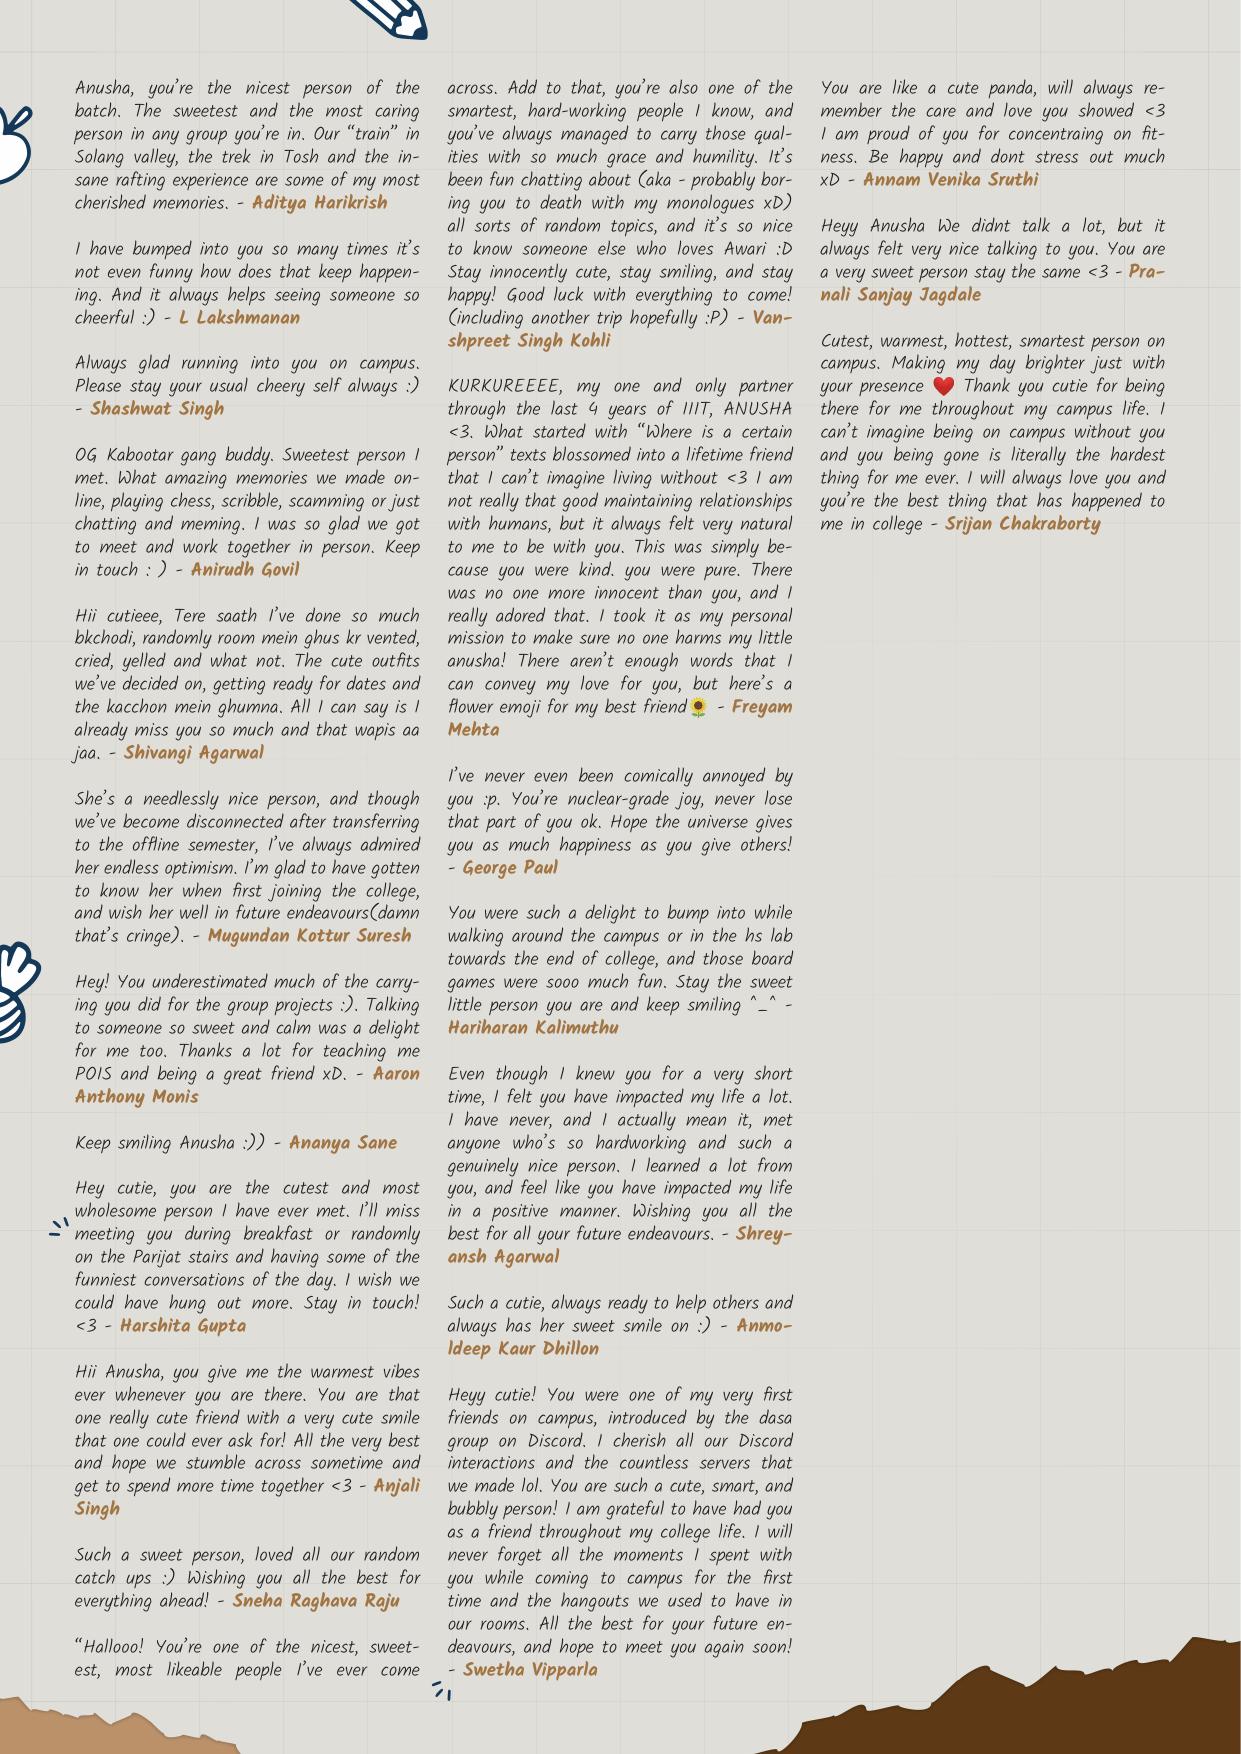 Anusha, you’re the nicest person of the
batch. The sweetest and the most caring
person in any group you’re in. Our “train” in
Solang valley, the trek in Tosh and the in-
sane rafting experience are some of my most
cherished memories. - Aditya Harikrish
I have bumped into you so many times it’s
not even funny how does that keep happen-
ing. And it always helps seeing someone so
cheerful :) - L Lakshmanan
Always glad running into you on campus.
Please stay your usual cheery self always :)
- Shashwat Singh
OG Kabootar gang buddy. Sweetest person I
met. What amazing memories we made on-
line, playing chess, scribble, scamming or just
chatting and meming. I was so glad we got
to meet and work together in person. Keep
in touch : ) - Anirudh Govil
Hii cutieee, Tere saath I’ve done so much
bkchodi, randomly room mein ghus kr vented,
cried, yelled and what not. The cute outfits
we’ve decided on, getting ready for dates and
the kacchon mein ghumna. All I can say is I
already miss you so much and that wapis aa
jaa. - Shivangi Agarwal
She’s a needlessly nice person, and though
we’ve become disconnected after transferring
to the offline semester, I’ve always admired
her endless optimism. I’m glad to have gotten
to know her when first joining the college,
and wish her well in future endeavours(damn
that’s cringe). - Mugundan Kottur Suresh
Hey! You underestimated much of the carry-
ing you did for the group projects :). Talking
to someone so sweet and calm was a delight
for me too. Thanks a lot for teaching me
POIS and being a great friend xD. - Aaron
Anthony Monis
Keep smiling Anusha :)) - Ananya Sane
Hey cutie, you are the cutest and most
wholesome person I have ever met. I’ll miss
meeting you during breakfast or randomly
on the Parijat stairs and having some of the
funniest conversations of the day. I wish we
could have hung out more. Stay in touch!
<3 - Harshita Gupta
Hii Anusha, you give me the warmest vibes
ever whenever you are there. You are that
one really cute friend with a very cute smile
that one could ever ask for! All the very best
and hope we stumble across sometime and
get to spend more time together <3 - Anjali
Singh
Such a sweet person, loved all our random
catch ups :) Wishing you all the best for
everything ahead! - Sneha Raghava Raju
“Hallooo! You’re one of the nicest, sweet-
est, most likeable people I’ve ever come
across. Add to that, you’re also one of the
smartest, hard-working people I know, and
you’ve always managed to carry those qual-
ities with so much grace and humility. It’s
been fun chatting about (aka - probably bor-
ing you to death with my monologues xD)
all sorts of random topics, and it’s so nice
to know someone else who loves Awari :D
Stay innocently cute, stay smiling, and stay
happy! Good luck with everything to come!
(including another trip hopefully :P) - Van-
shpreet Singh Kohli
KURKUREEEE, my one and only partner
through the last 4 years of IIIT, ANUSHA
<3. What started with “Where is a certain
person” texts blossomed into a lifetime friend
that I can’t imagine living without <3 I am
not really that good maintaining relationships
with humans, but it always felt very natural
to me to be with you. This was simply be-
cause you were kind. you were pure. There
was no one more innocent than you, and I
really adored that. I took it as my personal
mission to make sure no one harms my little
anusha! There aren’t enough words that I
can convey my love for you, but here’s a
flower emoji for my best friend🌻 - Freyam
Mehta
I’ve never even been comically annoyed by
you :p. You’re nuclear-grade joy, never lose
that part of you ok. Hope the universe gives
you as much happiness as you give others!
- George Paul
You were such a delight to bump into while
walking around the campus or in the hs lab
towards the end of college, and those board
games were sooo much fun. Stay the sweet
little person you are and keep smiling ^_^ -
Hariharan Kalimuthu
Even though I knew you for a very short
time, I felt you have impacted my life a lot.
I have never, and I actually mean it, met
anyone who’s so hardworking and such a
genuinely nice person. I learned a lot from
you, and feel like you have impacted my life
in a positive manner. Wishing you all the
best for all your future endeavours. - Shrey-
ansh Agarwal
Such a cutie, always ready to help others and
always has her sweet smile on :) - Anmo-
ldeep Kaur Dhillon
Heyy cutie! You were one of my very first
friends on campus, introduced by the dasa
group on Discord. I cherish all our Discord
interactions and the countless servers that
we made lol. You are such a cute, smart, and
bubbly person! I am grateful to have had you
as a friend throughout my college life. I will
never forget all the moments I spent with
you while coming to campus for the first
time and the hangouts we used to have in
our rooms. All the best for your future en-
deavours, and hope to meet you again soon!
- Swetha Vipparla
You are like a cute panda, will always re-
member the care and love you showed <3
I am proud of you for concentraing on fit-
ness. Be happy and dont stress out much
xD - Annam Venika Sruthi
Heyy Anusha We didnt talk a lot, but it
always felt very nice talking to you. You are
a very sweet person stay the same <3 - Pra-
nali Sanjay Jagdale
Cutest, warmest, hottest, smartest person on
campus. Making my day brighter just with
your presence ❤️ Thank you cutie for being
there for me throughout my campus life. I
can’t imagine being on campus without you
and you being gone is literally the hardest
thing for me ever. I will always love you and
you’re the best thing that has happened to
me in college - Srijan Chakraborty